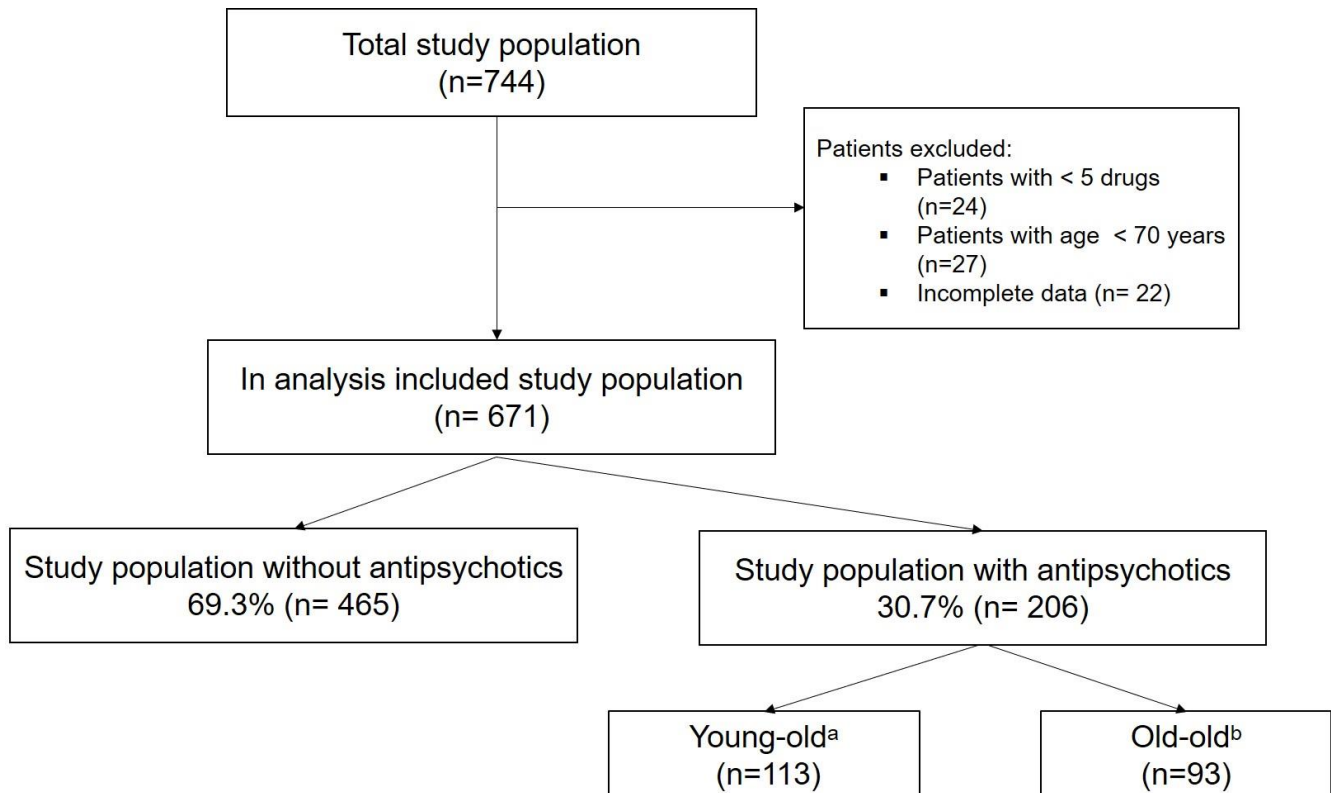 Total study population
(n=744)
Patients excluded:
▪ Patients with < 5 drugs
(n=24)
▪ Patients with age < 70 years
(n=27)
▪ Incomplete data (n= 22)
In analysis included study population
(n= 671)
Study population without antipsychotics
69.3% (n= 465)
Study population with antipsychotics
30.7% (n= 206)
Young-oldᵃ
(n=113)
Old-oldᵇ
(n=93)